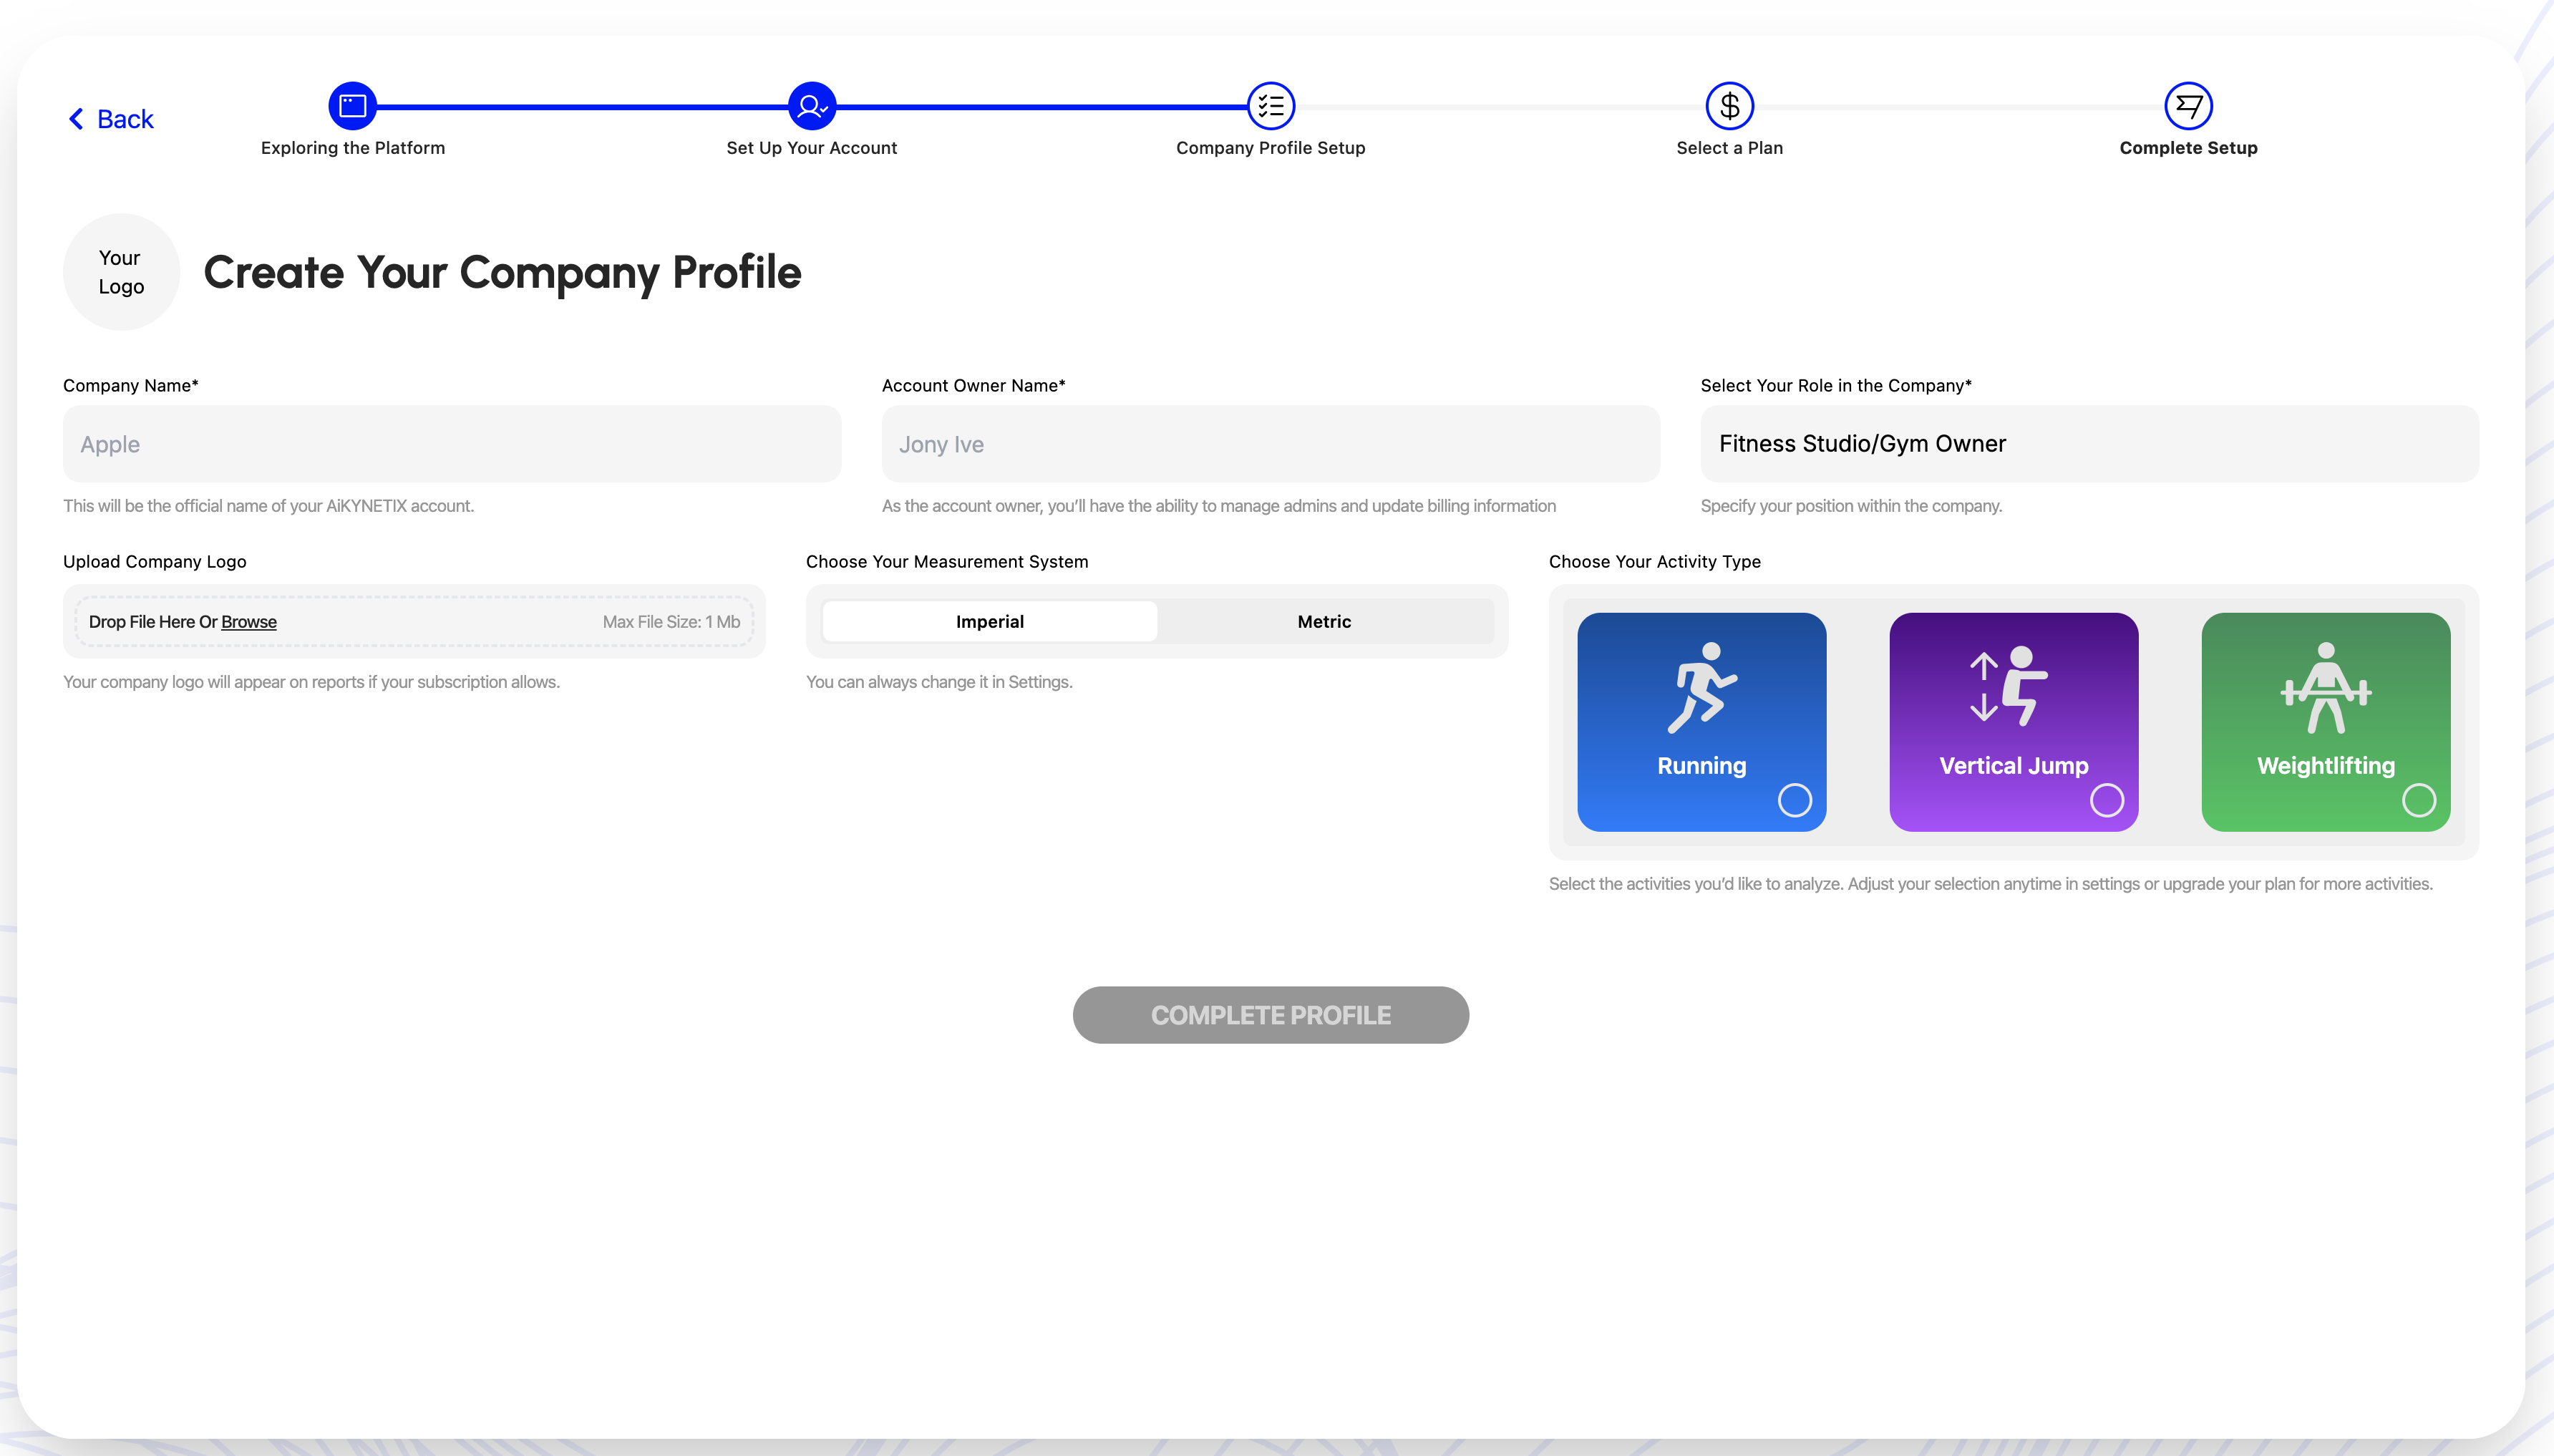 Back
Exploring the Platform
Set Up Your Account
Company Profile Setup
Select a Plan
Complete Setup
Your
Logo
Create Your Company Profile
Company Name*
Account Owner Name*
Select Your Role in the Company*
Apple
Jony Ive
Fitness Studio/Gym Owner
This will be the official name of your AiKYNETIX account.
As the account owner, you’ll have the ability to manage admins and update billing information
Specify your position within the company.
Upload Company Logo
Choose Your Measurement System
Choose Your Activity Type
Drop File Here Or Browse
Max File Size: 1 Mb
Imperial
Metric
Your company logo will appear on reports if your subscription allows.
You can always change it in Settings.
Running
Vertical Jump
Weightlifting
Select the activities you’d like to analyze. Adjust your selection anytime in settings or upgrade your plan for more activities.
COMPLETE PROFILE